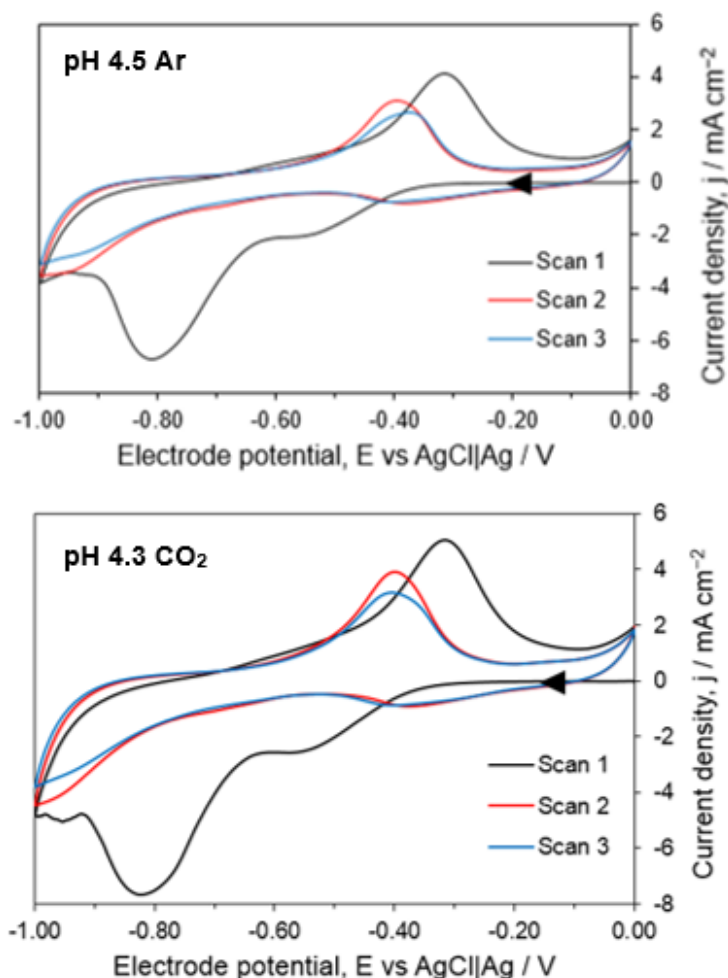 pH 4.5 Ar
6
4
2
0
-2
-4
-6
-8
Current density, j / mA cm⁻²
Scan 1
Scan 2
Scan 3
-1.00 -0.80 -0.60 -0.40 -0.20 0.00
Electrode potential, E vs AgCl|Ag / V
pH 4.3 CO₂
6
4
2
0
-2
-4
-6
-8
Current density, j / mA cm⁻²
Scan 1
Scan 2
Scan 3
-1.00 -0.80 -0.60 -0.40 -0.20 0.00
Electrode potential, E vs AgCl|Ag / V